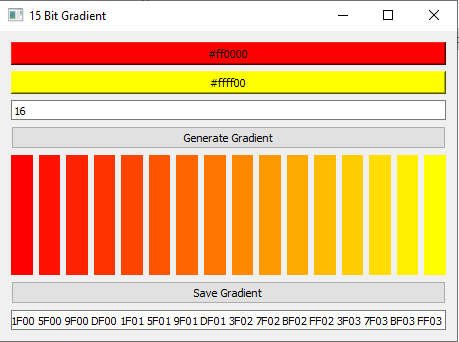 15 Bit Gradient
#ff0000
#ffff00
16
Generate Gradient
Save Gradient
1F00 5F00 9F00 DF00 1F01 5F01 9F01 DF01 3F02 7F02 BF02 FF02 3F03 7F03 BF03 FF03